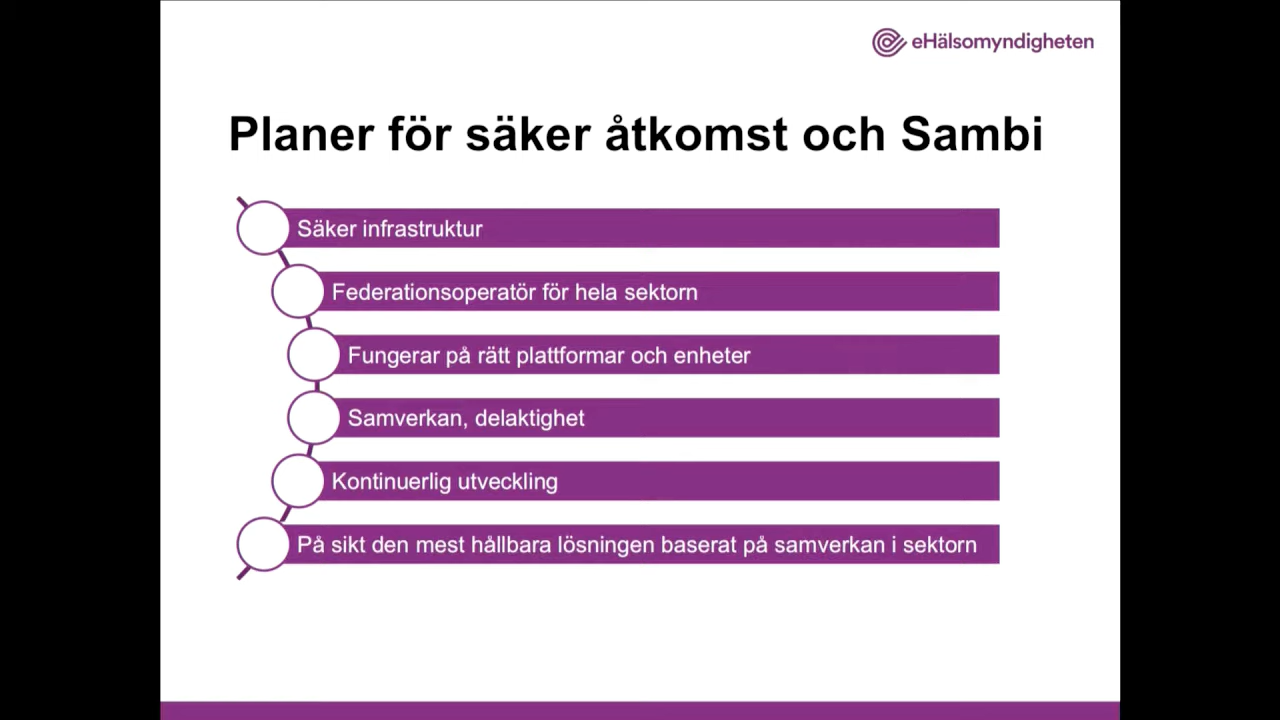 eHälsomyndigheten
Planer för säker åtkomst och Sambi
Säker infrastruktur
Federationsoperatör för hela sektorn
Fungerar på rätt plattformar och enheter
Samverkan, delaktighet
Kontinuerlig utveckling
På sikt den mest hållbara lösningen baserat på samverkan i sektorn